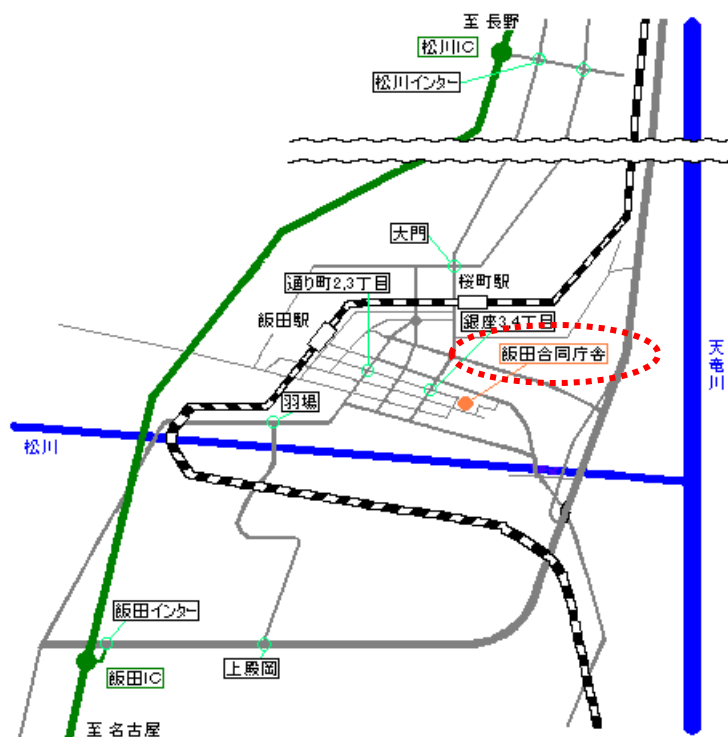 至 長野
松川IC
松川インター
大門
通り町2,3丁目
桜町駅
飯田駅
銀座3,4丁目
飯田合同庁舎
天竜川
羽場
松川
飯田インター
上殿岡
飯田IC
至 名古屋